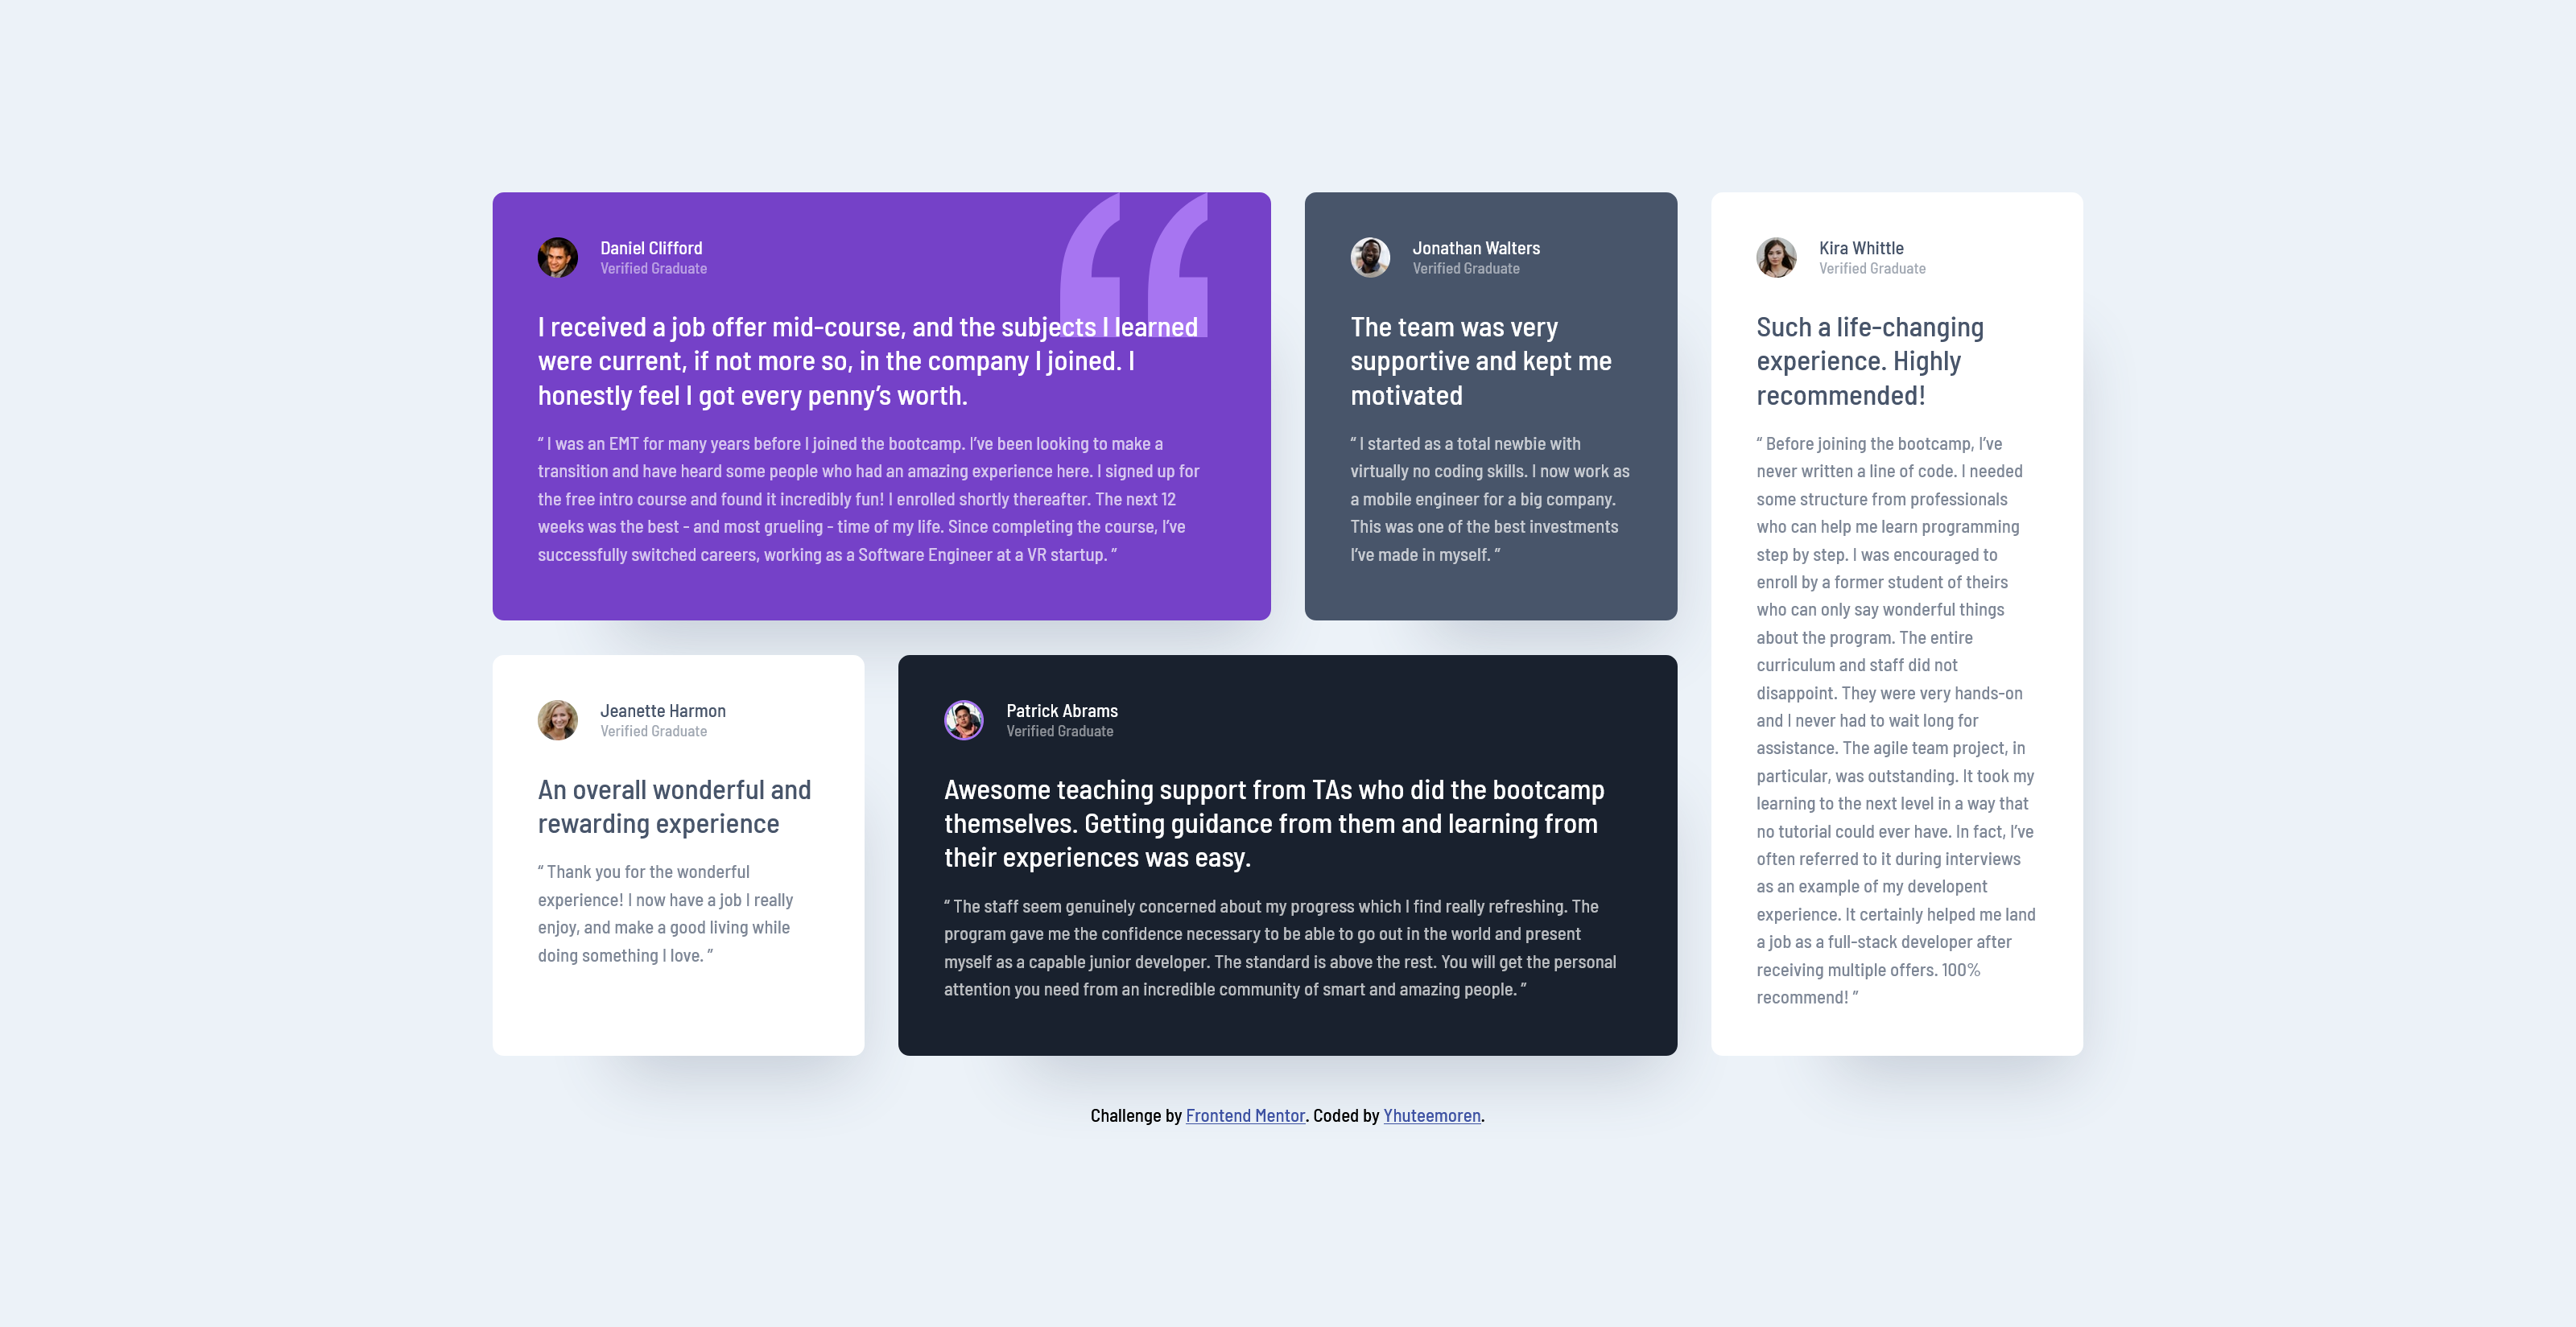 Daniel Clifford
Verified Graduate
I received a job offer mid-course, and the subjects I learned
were current, if not more so, in the company I joined. I
honestly feel I got every penny’s worth.
“ I was an EMT for many years before I joined the bootcamp. I’ve been looking to make a
transition and have heard some people who had an amazing experience here. I signed up for
the free intro course and found it incredibly fun! I enrolled shortly thereafter. The next 12
weeks was the best - and most grueling - time of my life. Since completing the course, I’ve
successfully switched careers, working as a Software Engineer at a VR startup. ”
Jonathan Walters
Verified Graduate
The team was very
supportive and kept me
motivated
“ I started as a total newbie with
virtually no coding skills. I now work as
a mobile engineer for a big company.
This was one of the best investments
I’ve made in myself. ”
Kira Whittle
Verified Graduate
Such a life-changing
experience. Highly
recommended!
“ Before joining the bootcamp, I’ve
never written a line of code. I needed
some structure from professionals
who can help me learn programming
step by step. I was encouraged to
enroll by a former student of theirs
who can only say wonderful things
about the program. The entire
curriculum and staff did not
disappoint. They were very hands-on
and I never had to wait long for
assistance. The agile team project, in
particular, was outstanding. It took my
learning to the next level in a way that
no tutorial could ever have. In fact, I’ve
often referred to it during interviews
as an example of my developent
experience. It certainly helped me land
a job as a full-stack developer after
receiving multiple offers. 100%
recommend! ”
Jeanette Harmon
Verified Graduate
An overall wonderful and
rewarding experience
“ Thank you for the wonderful
experience! I now have a job I really
enjoy, and make a good living while
doing something I love. ”
Patrick Abrams
Verified Graduate
Awesome teaching support from TAs who did the bootcamp
themselves. Getting guidance from them and learning from
their experiences was easy.
“ The staff seem genuinely concerned about my progress which I find really refreshing. The
program gave me the confidence necessary to be able to go out in the world and present
myself as a capable junior developer. The standard is above the rest. You will get the personal
attention you need from an incredible community of smart and amazing people. ”
Challenge by Frontend Mentor. Coded by Yhuteemoren.